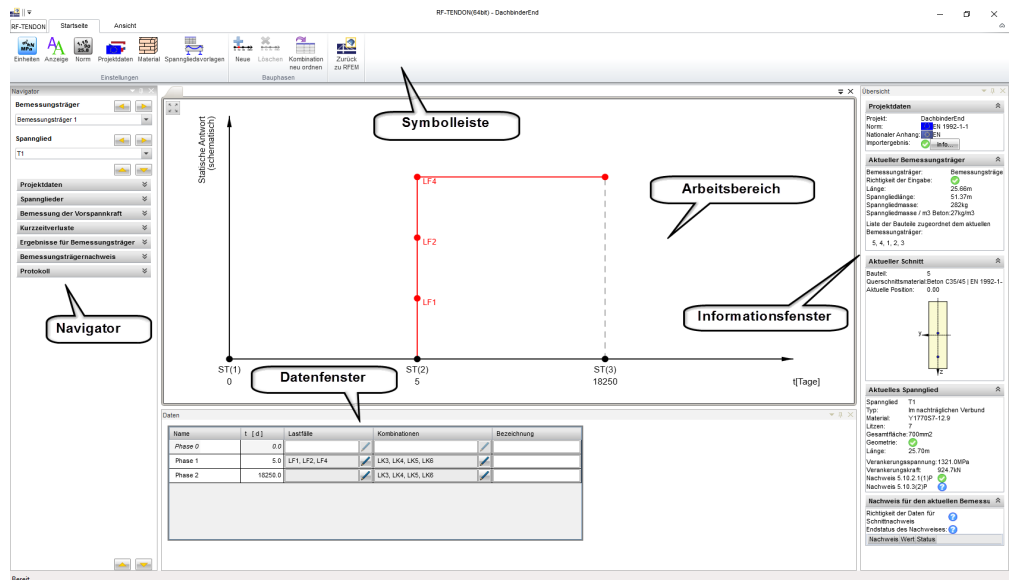 RF-TENDON(64bit) - DachbinderEnd
RF-TENDON Startseite Ansicht
Einheiten Anzeige Norm Projektdaten Material Spanngliedsvorlagen Neue Löschen Kombination neu ordnen Zurück zu RFEM
Einstellungen Bauphasen
Symbolleiste
Navigator
Bemessungsträger
Bemessungsträger 1
Spannglied
T1
Projektdaten
Spannglieder
Bemessung der Vorspannkraft
Kurzzeitverluste
Ergebnisse für Bemessungsträger
Bemessungsträgernachweis
Protokoll
Navigator
Statische Antwort
(schematisch)
LF4
LF2
LF1
ST(1) ST(2) ST(3)
0 5 18250 t[Tage]
Arbeitsbereich
Informationsfenster
Datenfenster
Daten
Name t [d] Lastfälle Kombinationen Bezeichnung
Phase 0 0.0
Phase 1 5.0 LF1, LF2, LF4 LK3, LK4, LK5, LK6
Phase 2 18250.0 LK3, LK4, LK5, LK6
Übersicht
Projektdaten
Projekt: DachbinderEnd
Norm: EN 1992-1-1
Nationaler Anhang: EN
Importergebnis: info...
Aktueller Bemessungsträger
Bemessungsträger: Bemessungsträge
Richtigkeit der Eingabe:
Länge: 25.66m
Spanngliedlänge: 51.37m
Spanngliedmasse: 282kg
Spanngliedmasse / m3 Beton: 27kg/m3
Liste der Bauteile zugeordnet dem aktuellen
Bemessungsträger:
5, 4, 1, 2, 3
Aktueller Schnitt
Bauteil: 5
Querschnittsmaterial: Beton C35/45 | EN 1992-1-
Aktuelle Position: 0.00
y
z
Aktuelles Spannglied
Spannglied T1
Typ: Im nachträglichen Verbund
Material: Y1770S7-12.9
Litzen: 7
Gesamtfläche: 700mm2
Geometrie:
Länge: 25.70m
Verankerungsspannung: 1321.0MPa
Verankerungskraft: 924.7kN
Nachweis 5.10.2.1(1)P
Nachweis 5.10.3(2)P
Nachweis für den aktuellen Bemessu
Richtigkeit der Daten für
Schnittnachweis
Endstatus des Nachweises:
Nachweis Wert Status
Bereit